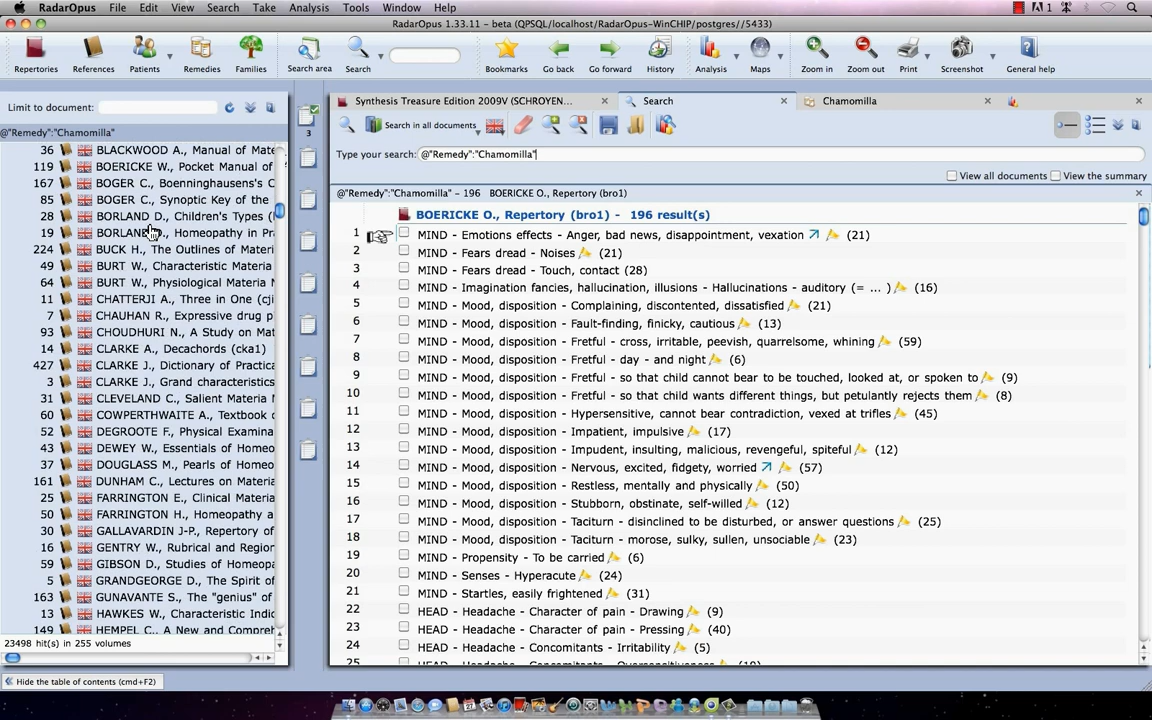 RadarOpus File Edit View Search Take Analysis Tools Window Help
RadarOpus 1.33.11 - beta (QPSQL/localhost/RadarOpus-WinCHIP/postgres//5433)
Repertories References Patients Remedies Families Search area Search Bookmarks Go back Go forward History Analysis Maps Zoom in Zoom out Print Screenshot General help
Limit to document:
@"Remedy":"Chamomilla"
36 BLACKWOOD A., Manual of Mate
119 BOERICKE W., Pocket Manual of
167 BOGER C., Boenninghausen's C
85 BOGER C., Synoptic Key of the
28 BORLAND D., Children's Types (
19 BORLAND D., Homeopathy in Pra
224 BUCK H., The Outlines of Materi
49 BURT W., Characteristic Materia
64 BURT W., Physiological Materia M
11 CHATTERJI A., Three in One (cji
7 CHAUHAN R., Expressive drug p
93 CHOUDHURI N., A Study on Mat
14 CLARKE A., Decachords (cka1)
427 CLARKE J., Dictionary of Practica
3 CLARKE J., Grand characteristics
31 CLEVELAND C., Salient Materia
60 COWPERTHWAITE A., Textbook o
52 DEGROOTE F., Physical Examina
43 DEWEY W., Essentials of Homeo
37 DOUGLASS M., Pearls of Homeo
161 DUNHAM C., Lectures on Materia
25 FARRINGTON E., Clinical Materia
50 FARRINGTON H., Homeopathy a
30 GALLAVARDIN J-P., Repertory of
16 GENTRY W., Rubrical and Region
59 GIBSON D., Studies of Homeopa
5 GRANDGEORGE D., The Spirit of
163 GUNAVANTE S., The "genius" of
13 HAWKES W., Characteristic Indic
149 HEMPEL C., A New and Compreh
23498 hit(s) in 255 volumes
Hide the table of contents (cmd+F2)
3
Synthesis Treasure Edition 2009V (SCHROYEN... Search Chamomilla
Search in all documents
Type your search: @"Remedy":"Chamomilla"
View all documents View the summary
@"Remedy":"Chamomilla" - 196 BOERICKE O., Repertory (bro1)
BOERICKE O., Repertory (bro1) - 196 result(s)
1 MIND - Emotions effects - Anger, bad news, disappointment, vexation (21)
2 MIND - Fears dread - Noises (21)
3 MIND - Fears dread - Touch, contact (28)
4 MIND - Imagination fancies, hallucination, illusions - Hallucinations - auditory (= ... ) (16)
5 MIND - Mood, disposition - Complaining, discontented, dissatisfied (21)
6 MIND - Mood, disposition - Fault-finding, finicky, cautious (13)
7 MIND - Mood, disposition - Fretful - cross, irritable, peevish, quarrelsome, whining (59)
8 MIND - Mood, disposition - Fretful - day - and night (6)
9 MIND - Mood, disposition - Fretful - so that child cannot bear to be touched, looked at, or spoken to (9)
10 MIND - Mood, disposition - Fretful - so that child wants different things, but petulantly rejects them (8)
11 MIND - Mood, disposition - Hypersensitive, cannot bear contradiction, vexed at trifles (45)
12 MIND - Mood, disposition - Impatient, impulsive (17)
13 MIND - Mood, disposition - Impudent, insulting, malicious, revengeful, spiteful (12)
14 MIND - Mood, disposition - Nervous, excited, fidgety, worried (57)
15 MIND - Mood, disposition - Restless, mentally and physically (50)
16 MIND - Mood, disposition - Stubborn, obstinate, self-willed (12)
17 MIND - Mood, disposition - Taciturn - disinclined to be disturbed, or answer questions (25)
18 MIND - Mood, disposition - Taciturn - morose, sulky, sullen, unsociable (23)
19 MIND - Propensity - To be carried (6)
20 MIND - Senses - Hyperacute (24)
21 MIND - Startles, easily frightened (31)
22 HEAD - Headache - Character of pain - Drawing (9)
23 HEAD - Headache - Character of pain - Pressing (40)
24 HEAD - Headache - Concomitants - Irritability (5)
25 HEAD - Headache - Concomitants - Oversensitiveness